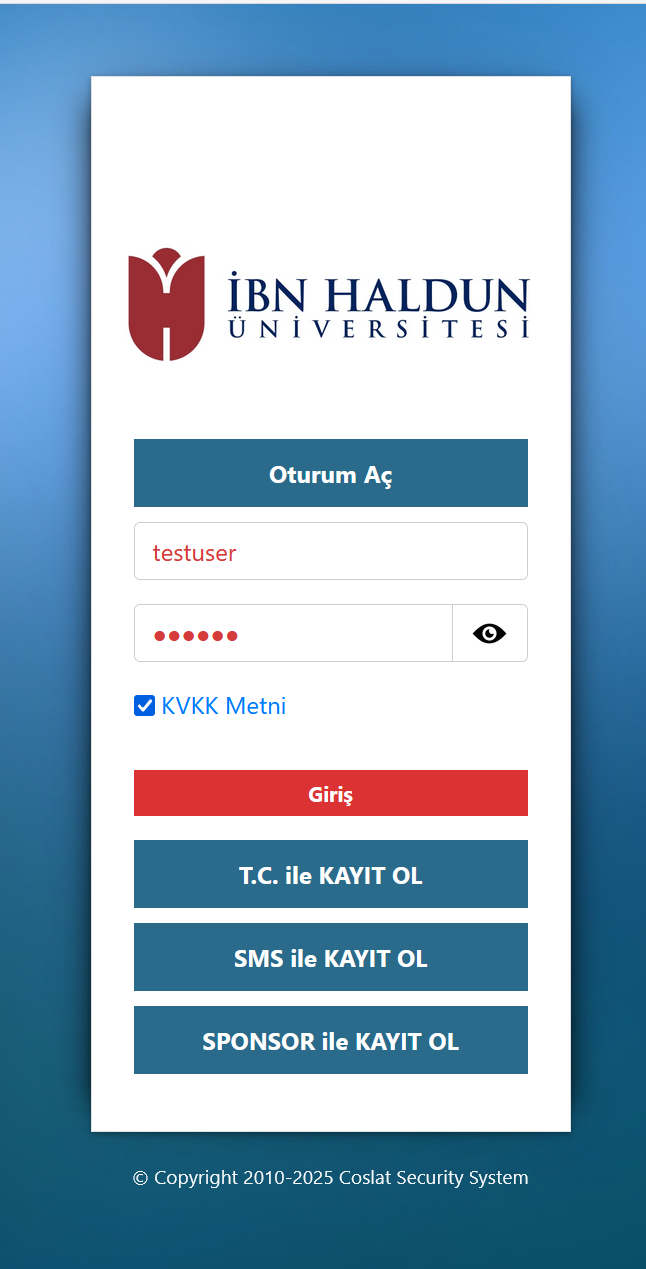 İBN HALDUN
ÜNİVERSİTESİ
Oturum Aç
testuser
●●●●●●
KVKK Metni
Giriş
T.C. ile KAYIT OL
SMS ile KAYIT OL
SPONSOR ile KAYIT OL
© Copyright 2010-2025 Coslat Security System